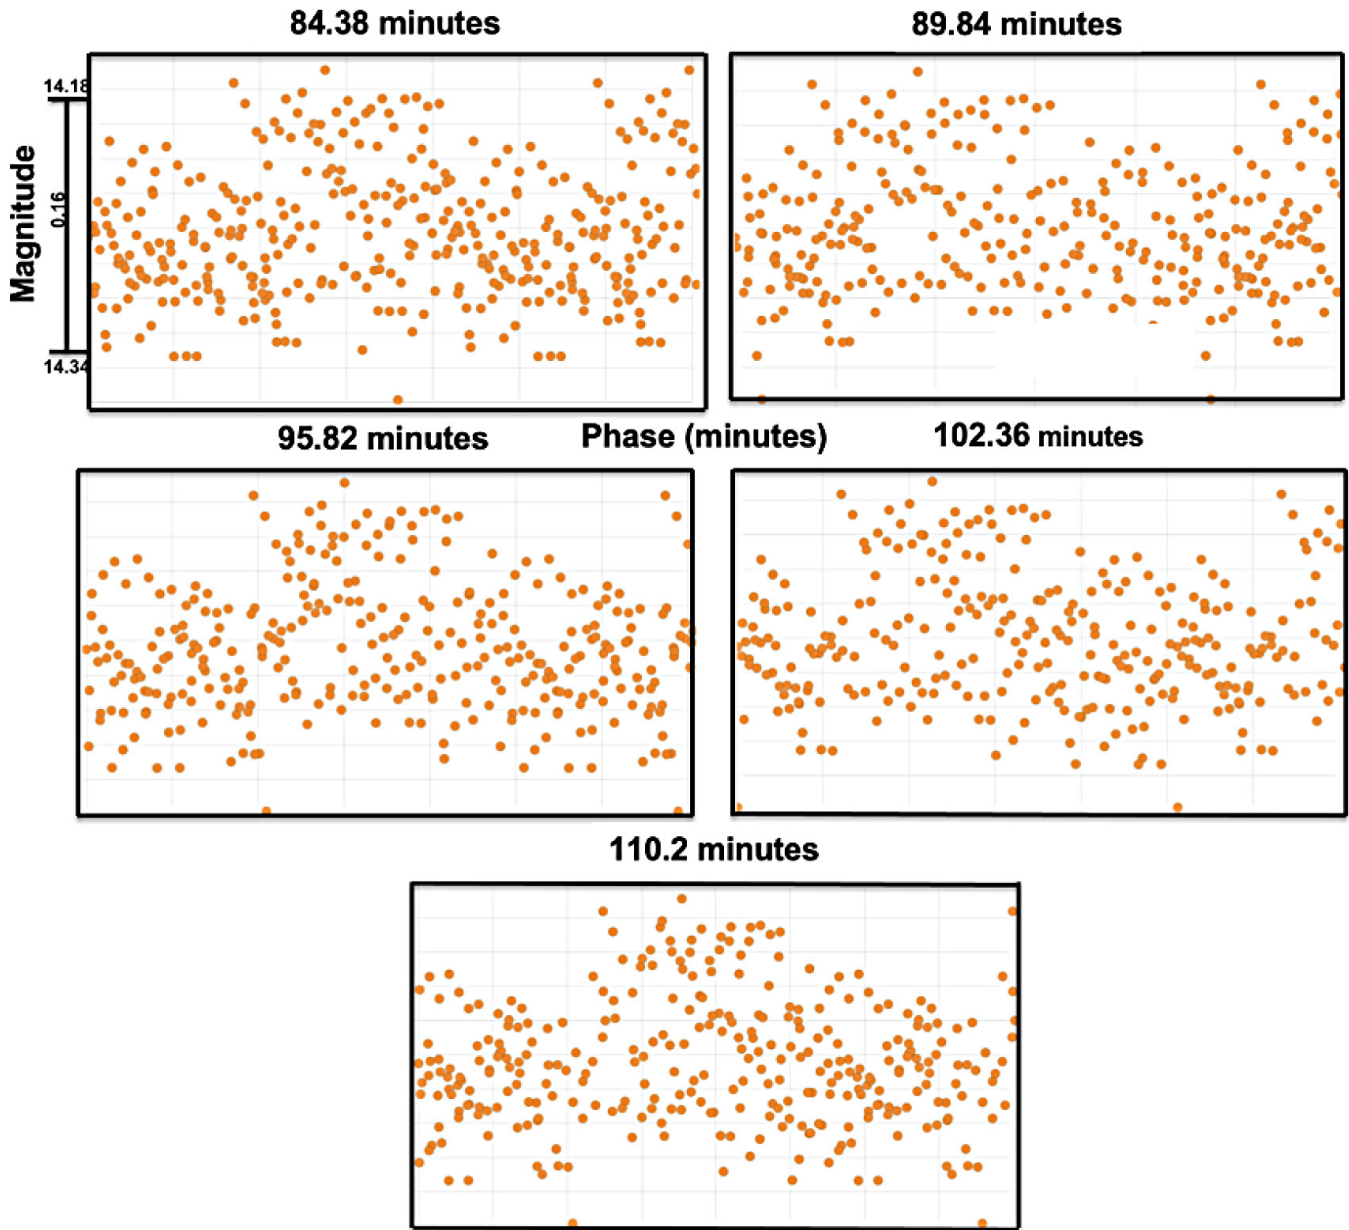 84.38 minutes
89.84 minutes
14.18
Magnitude
0.16
14.34
95.82 minutes
Phase (minutes)
102.36 minutes
110.2 minutes